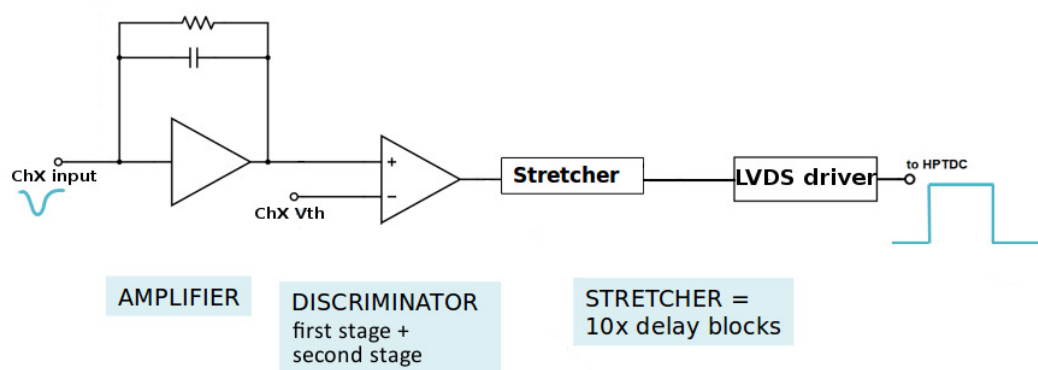 ChX input
+
−
ChX Vth
Stretcher
LVDS driver
to HPTDC
AMPLIFIER
DISCRIMINATOR
first stage +
second stage
STRETCHER =
10x delay blocks